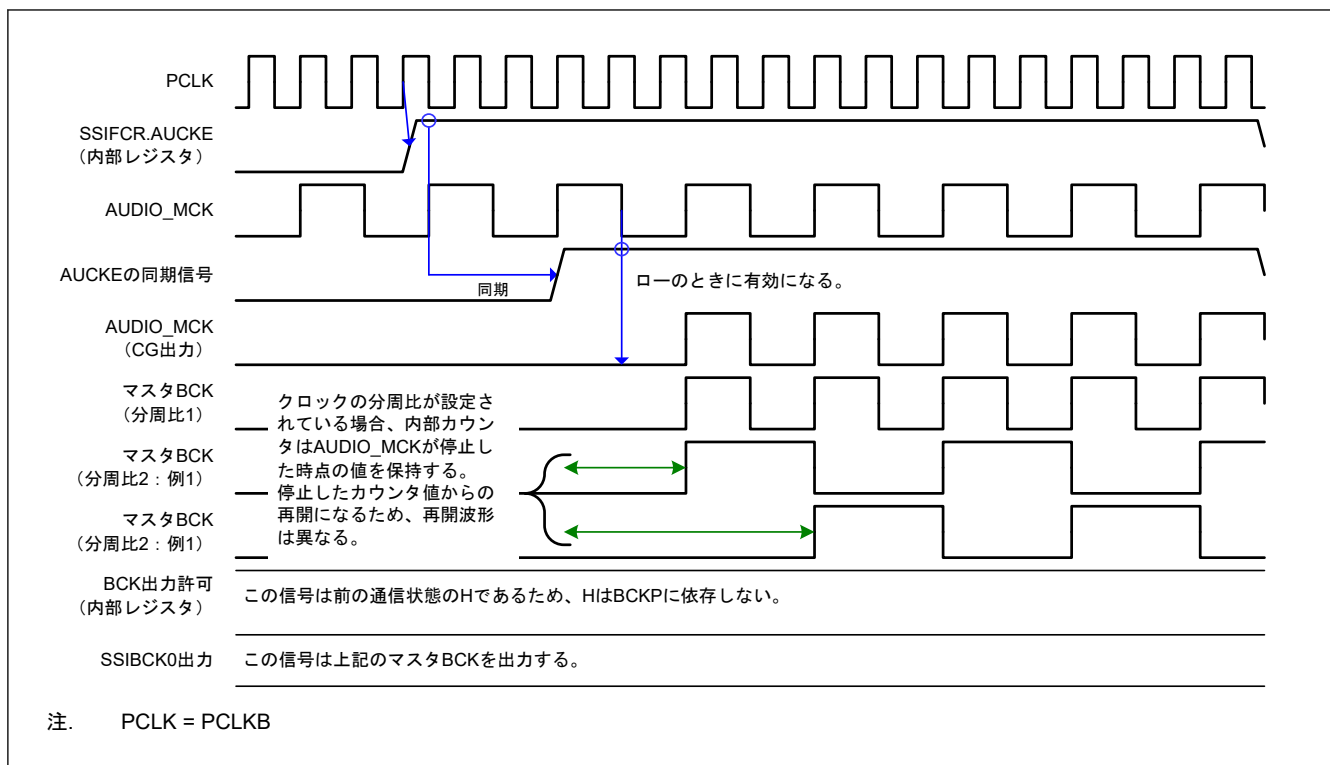 PCLK
SSIFCR.AUCKE
（内部レジスタ）
AUDIO_MCK
AUCKEの同期信号
同期
ローのときに有効になる。
AUDIO_MCK
（CG出力）
マスタBCK
（分周比1）
クロックの分周比が設定さ
れている場合、内部カウン
タはAUDIO_MCKが停止し
た時点の値を保持する。
停止したカウンタ値からの
再開になるため、再開波形
は異なる。
マスタBCK
（分周比2：例1）
マスタBCK
（分周比2：例1）
BCK出力許可
（内部レジスタ）
この信号は前の通信状態のHであるため、HはBCKPに依存しない。
SSIBCK0出力
この信号は上記のマスタBCKを出力する。
注. PCLK = PCLKB